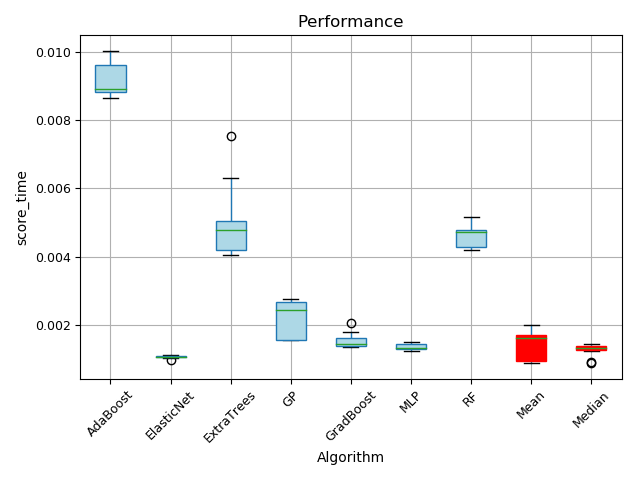 Performance
score_time
0.010
0.008
0.006
0.004
0.002
AdaBoost
ElasticNet
ExtraTrees
GP
GradBoost
MLP
RF
Mean
Median
Algorithm